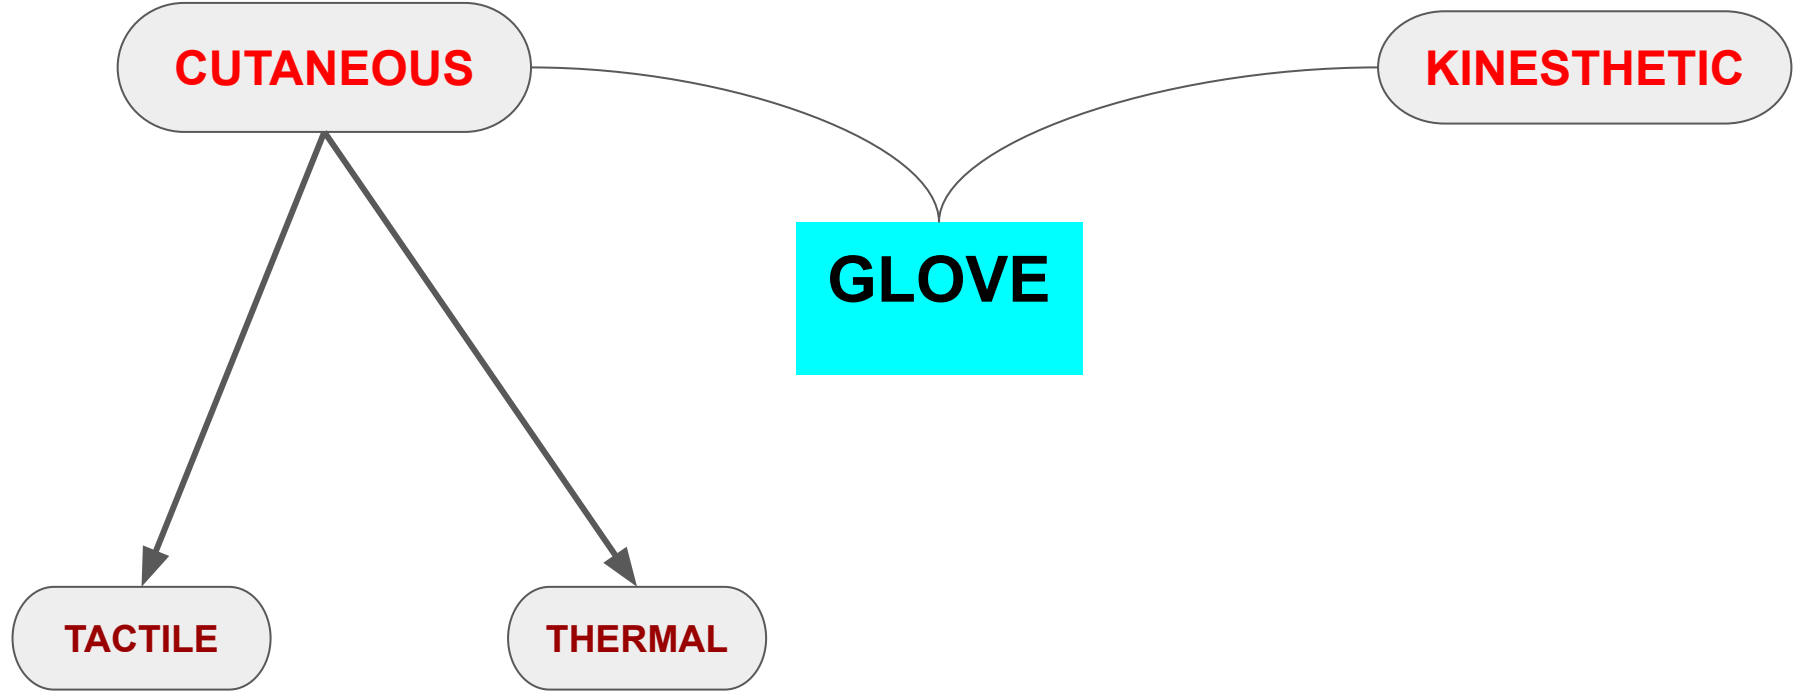 CUTANEOUS
KINESTHETIC
GLOVE
TACTILE
THERMAL